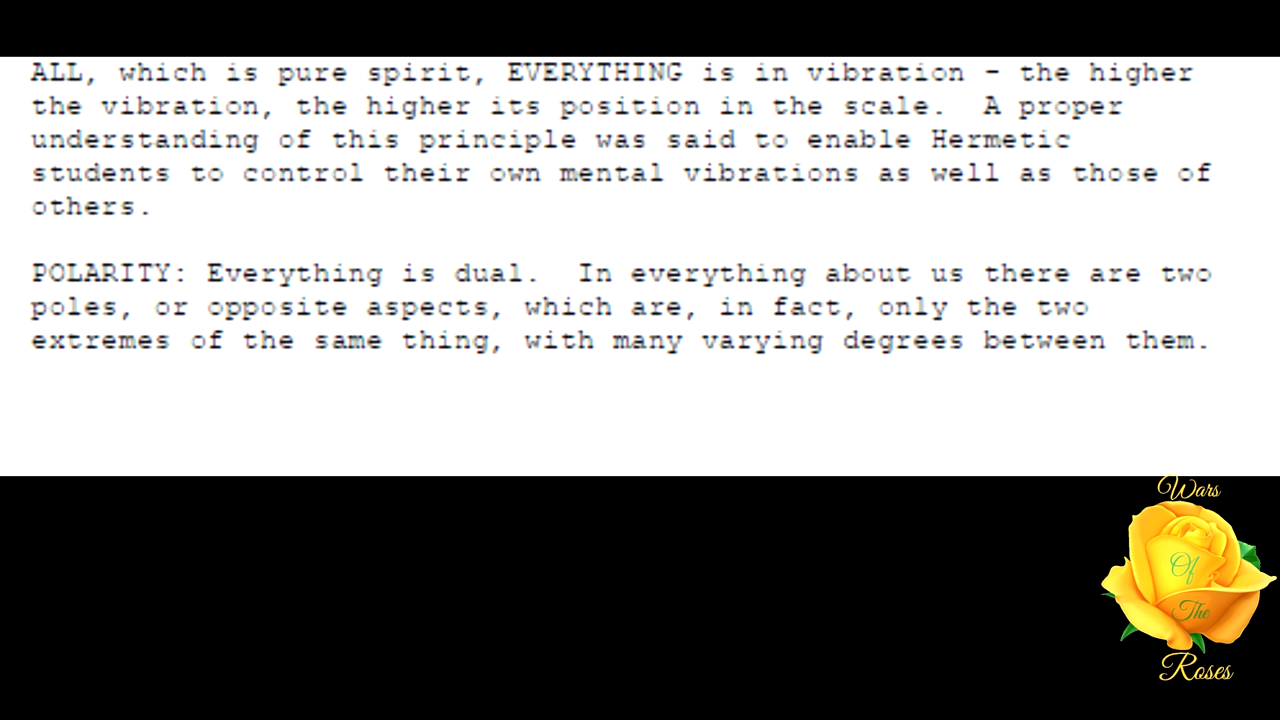 ALL, which is pure spirit, EVERYTHING is in vibration - the higher
the vibration, the higher its position in the scale.  A proper
understanding of this principle was said to enable Hermetic
students to control their own mental vibrations as well as those of
others.
POLARITY: Everything is dual.  In everything about us there are two
poles, or opposite aspects, which are, in fact, only the two
extremes of the same thing, with many varying degrees between them.
Wars
Of
The
Roses